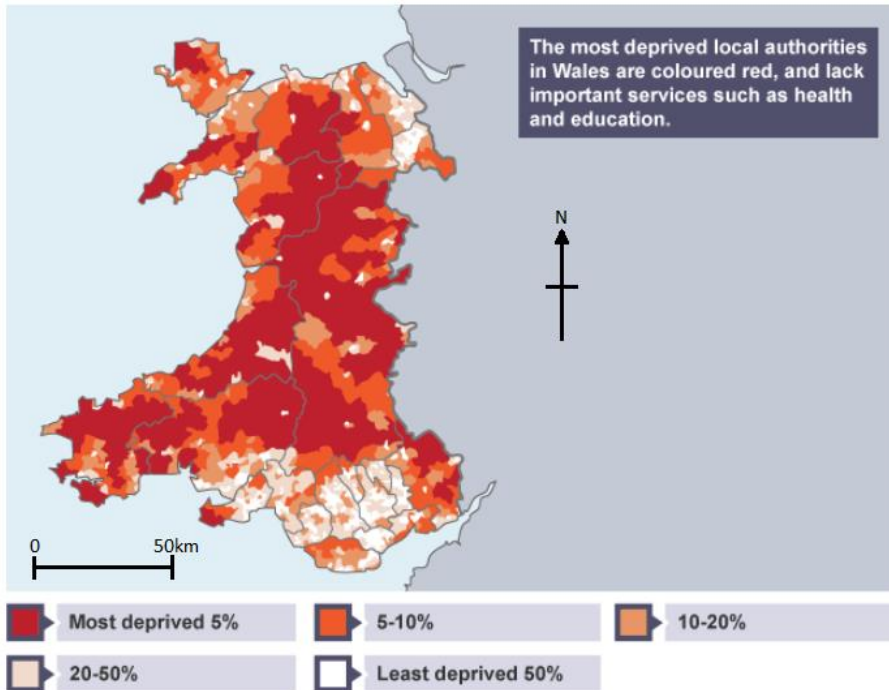 The most deprived local authorities
in Wales are coloured red, and lack
important services such as health
and education.
N
0 50km
Most deprived 5% 5-10% 10-20%
20-50% Least deprived 50%